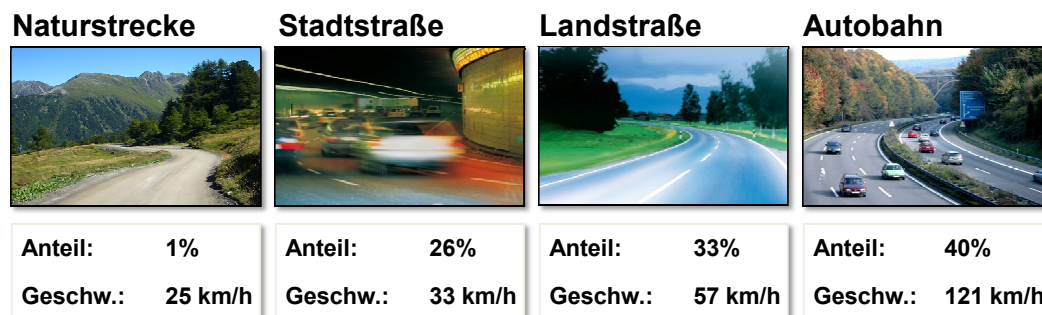 Naturstrecke
Stadtstraße
Landstraße
Autobahn
Anteil: 1%
Geschw.: 25 km/h
Anteil: 26%
Geschw.: 33 km/h
Anteil: 33%
Geschw.: 57 km/h
Anteil: 40%
Geschw.: 121 km/h